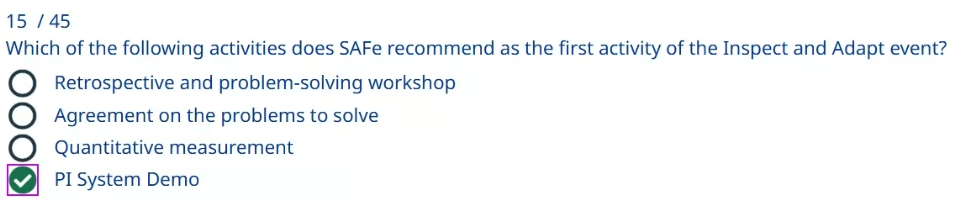 15 / 45
Which of the following activities does SAFe recommend as the first activity of the Inspect and Adapt event?
Retrospective and problem-solving workshop
Agreement on the problems to solve
Quantitative measurement
PI System Demo